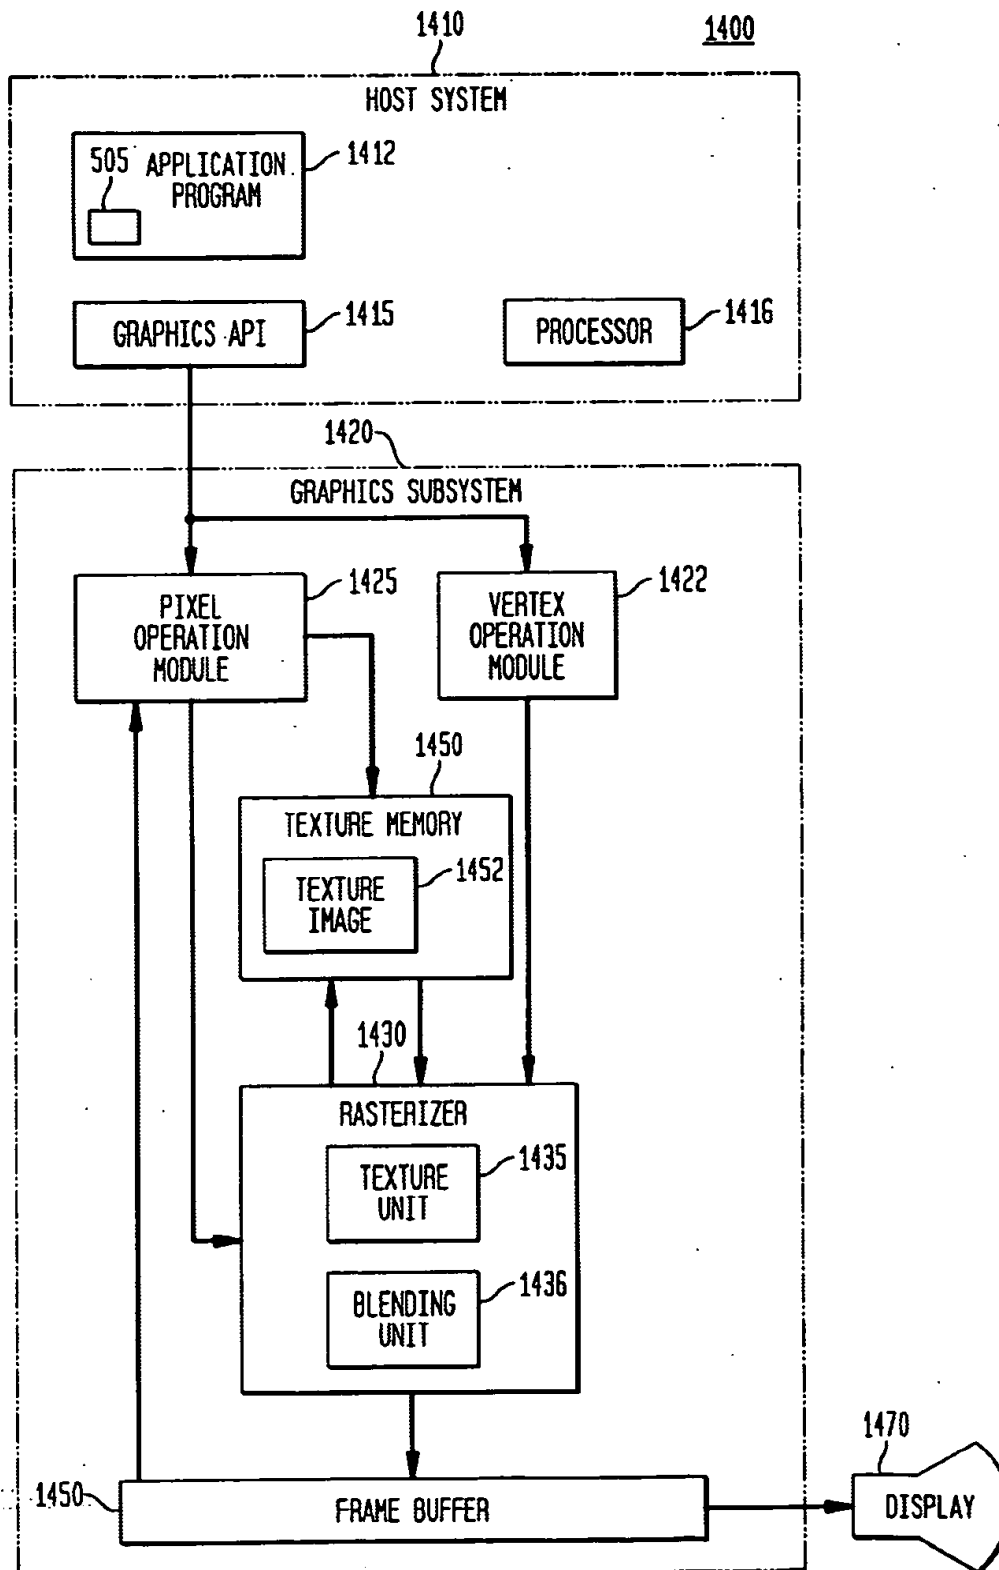 1410
1400
HOST SYSTEM
505
APPLICATION
PROGRAM
1412
GRAPHICS API
1415
PROCESSOR
1416
1420
GRAPHICS SUBSYSTEM
PIXEL
OPERATION
MODULE
1425
VERTEX
OPERATION
MODULE
1422
1450
TEXTURE MEMORY
TEXTURE
IMAGE
1452
1430
RASTERIZER
TEXTURE
UNIT
1435
BLENDING
UNIT
1436
1450
FRAME BUFFER
1470
DISPLAY